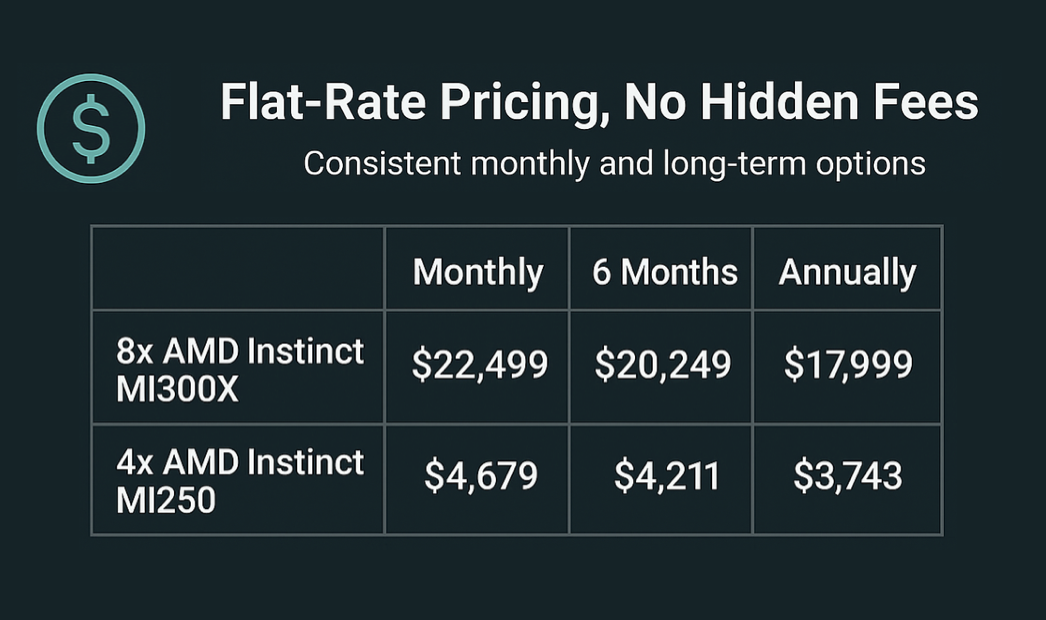 $
Flat-Rate Pricing, No Hidden Fees
Consistent monthly and long-term options
Monthly 6 Months Annually
8x AMD Instinct
MI300X
$22,499 $20,249 $17,999
4x AMD Instinct
MI250
$4,679 $4,211 $3,743